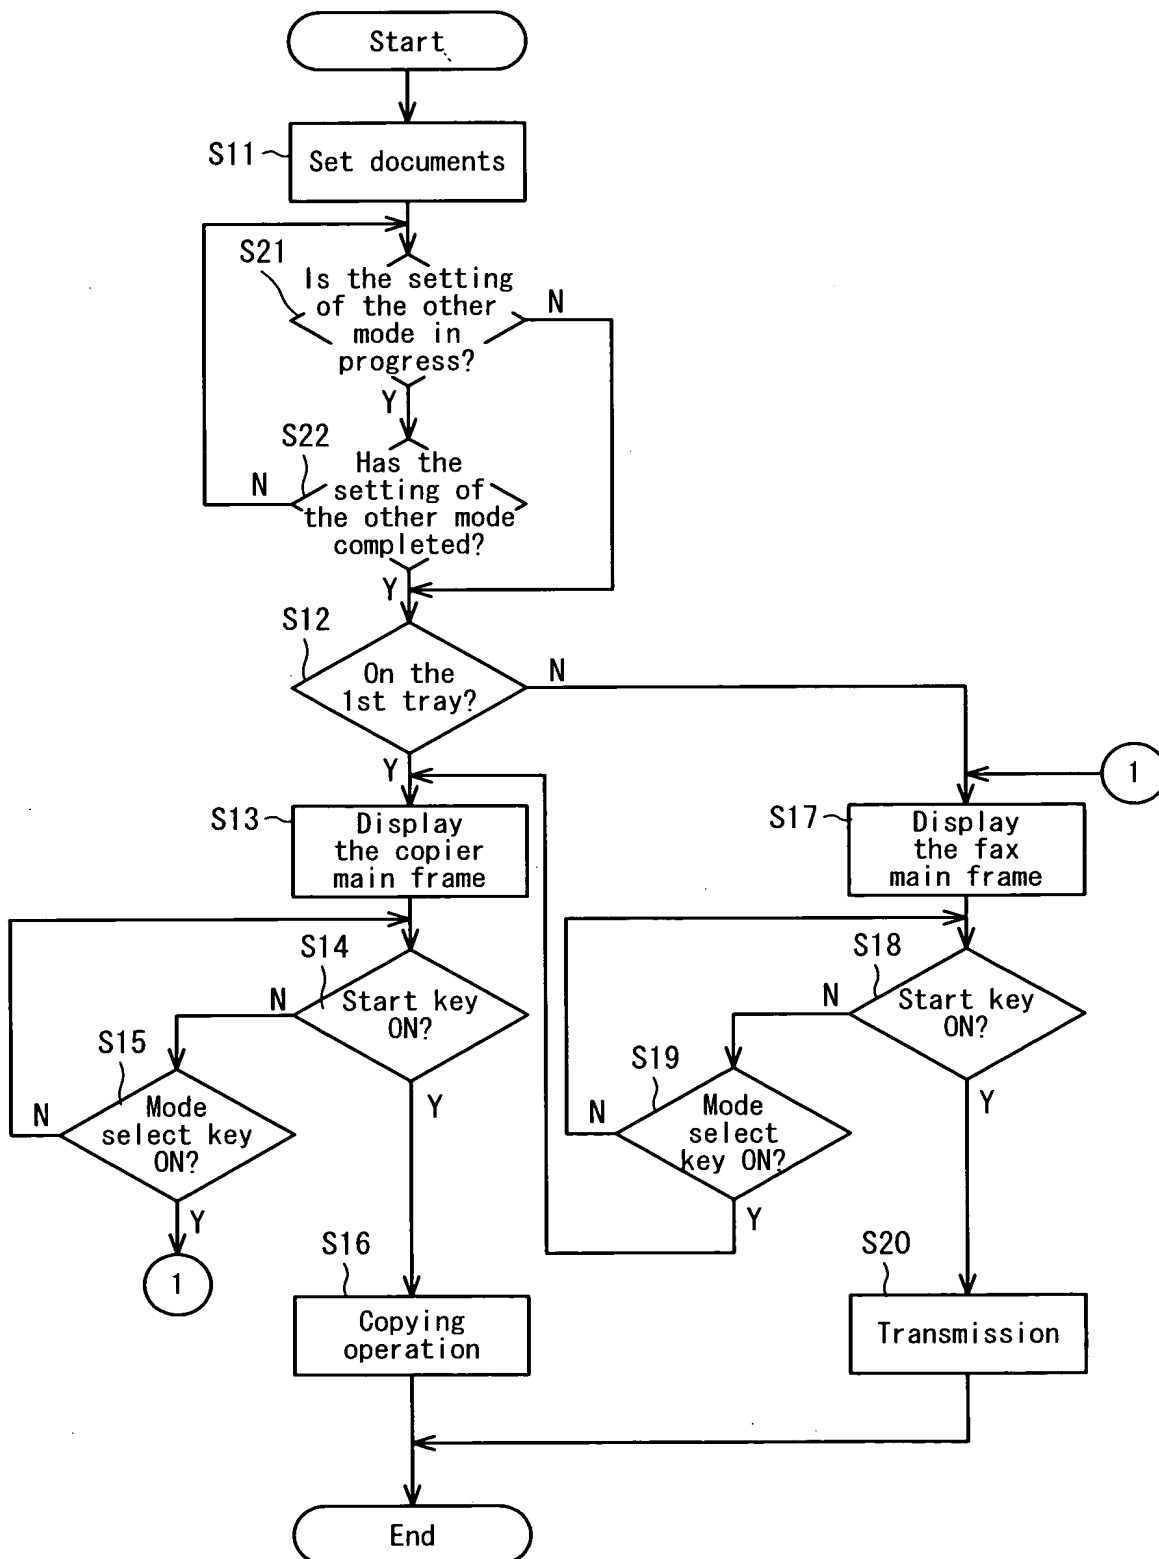 Start
S11
Set documents
S21
Is the setting
of the other
mode in
progress?
N
Y
S22
Has the
setting of
the other mode
completed?
N
Y
S12
On the
1st tray?
N
Y
1
S13
Display
the copier
main frame
S17
Display
the fax
main frame
S14
Start key
ON?
N
Y
S18
Start key
ON?
N
Y
S15
Mode
select key
ON?
N
Y
1
S19
Mode
select
key ON?
N
Y
S16
Copying
operation
S20
Transmission
End